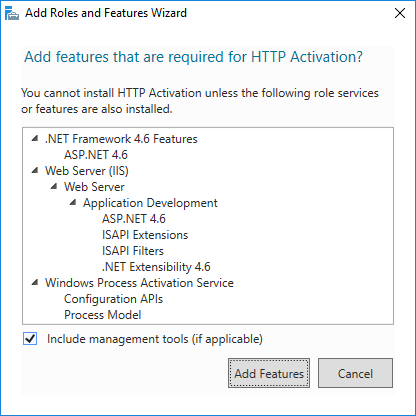 Add Roles and Features Wizard
Add features that are required for HTTP Activation?
You cannot install HTTP Activation unless the following role services
or features are also installed.
.NET Framework 4.6 Features
ASP.NET 4.6
Web Server (IIS)
Web Server
Application Development
ASP.NET 4.6
ISAPI Extensions
ISAPI Filters
.NET Extensibility 4.6
Windows Process Activation Service
Configuration APIs
Process Model
Include management tools (if applicable)
Add Features
Cancel